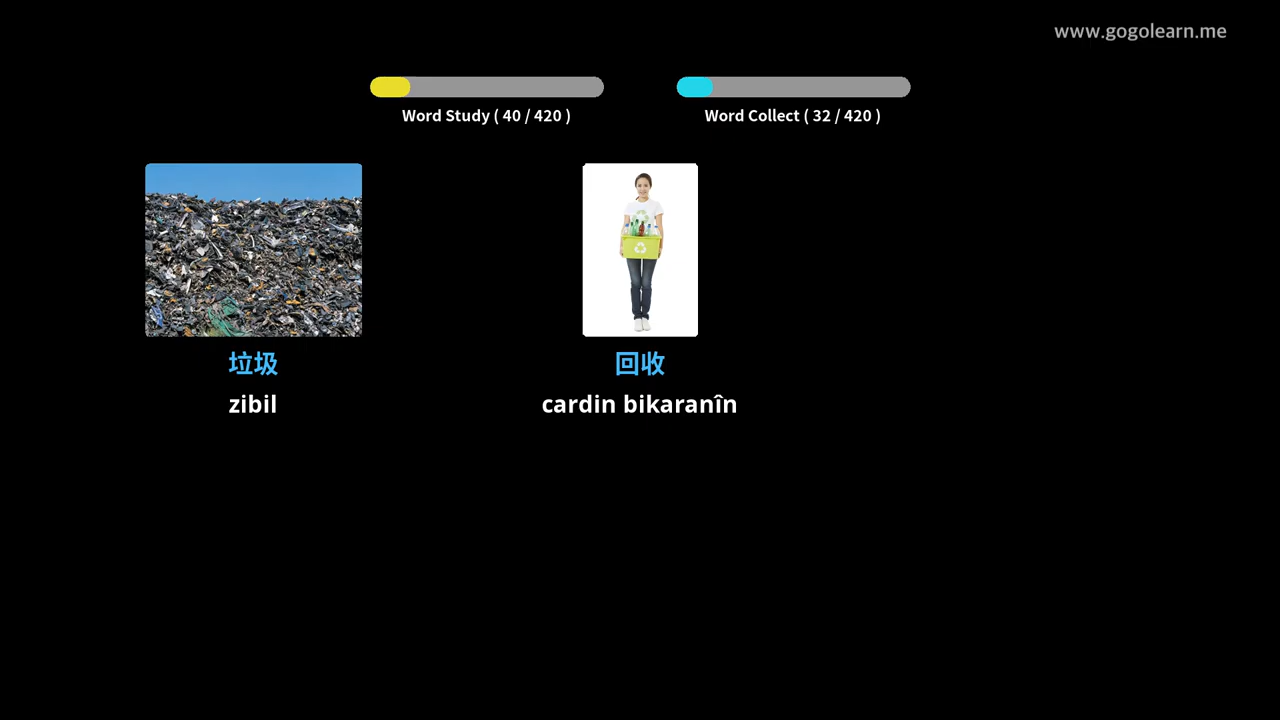 www.gogolearn.me
Word Study ( 40 / 420 )
Word Collect ( 32 / 420 )
垃圾
zibil
回收
cardin bikaranîn